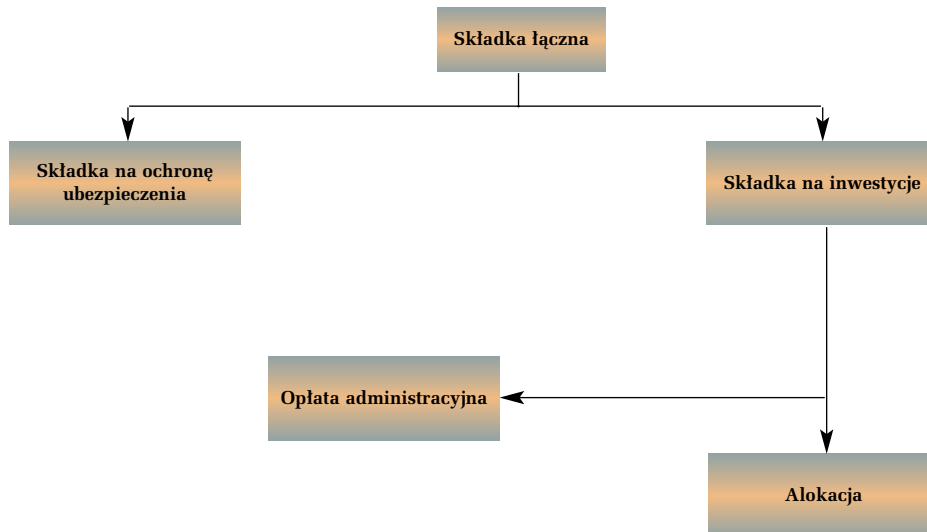 Składka łączna
Składka na ochronę
ubezpieczenia
Składka na inwestycje
Opłata administracyjna
Alokacja